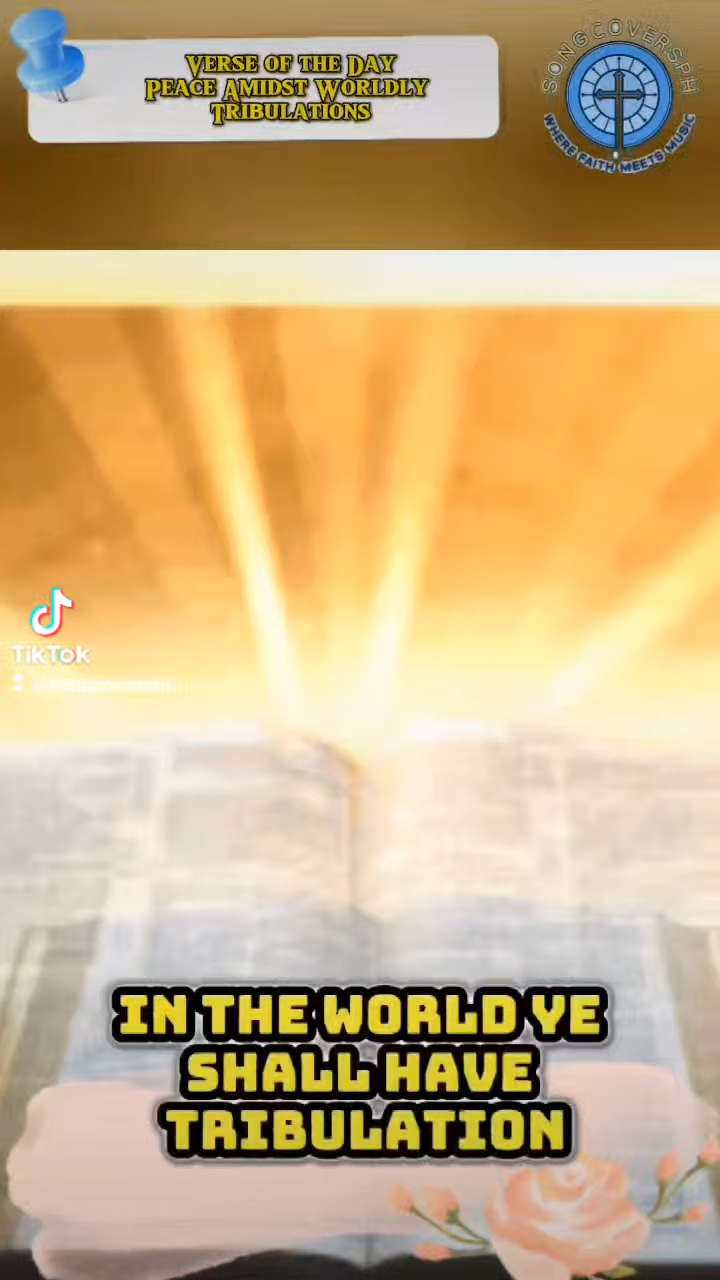 Verse of the Day
Peace Amidst Worldly
Tribulations
SONGCOVERSPH
WHERE FAITH MEETS MUSIC
TikTok
IN THE WORLD YE
SHALL HAVE
TRIBULATION